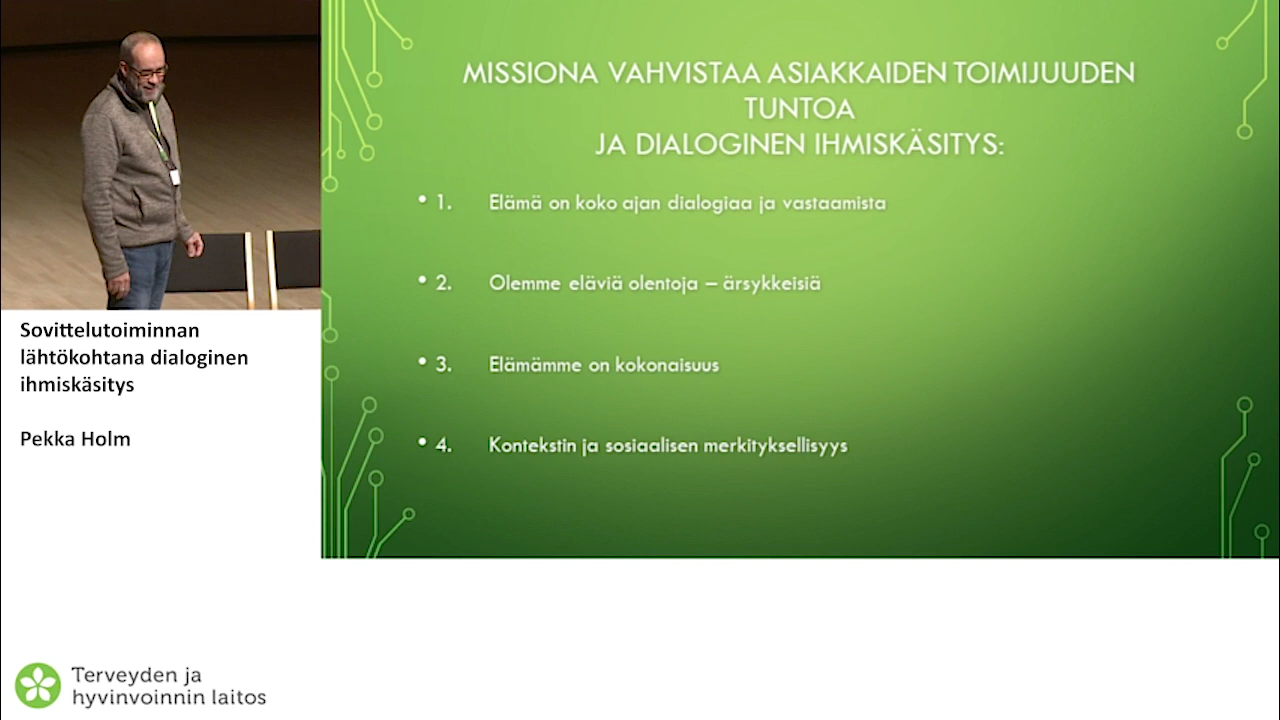 MISSIONA VAHVISTAA ASIAKKAIDEN TOIMIJUUDEN
TUNTOA
JA DIALOGINEN IHMISKÄSITYS:
• 1. Elämä on koko ajan dialogiaa ja vastaamista
• 2. Olemme eläviä olentoja – ärsykkeisiä
• 3. Elämämme on kokonaisuus
• 4. Kontekstin ja sosiaalisen merkityksellisyys
Sovittelutoiminnan
lähtökohtana dialoginen
ihmiskäsitys
Pekka Holm
Terveyden ja
hyvinvoinnin laitos